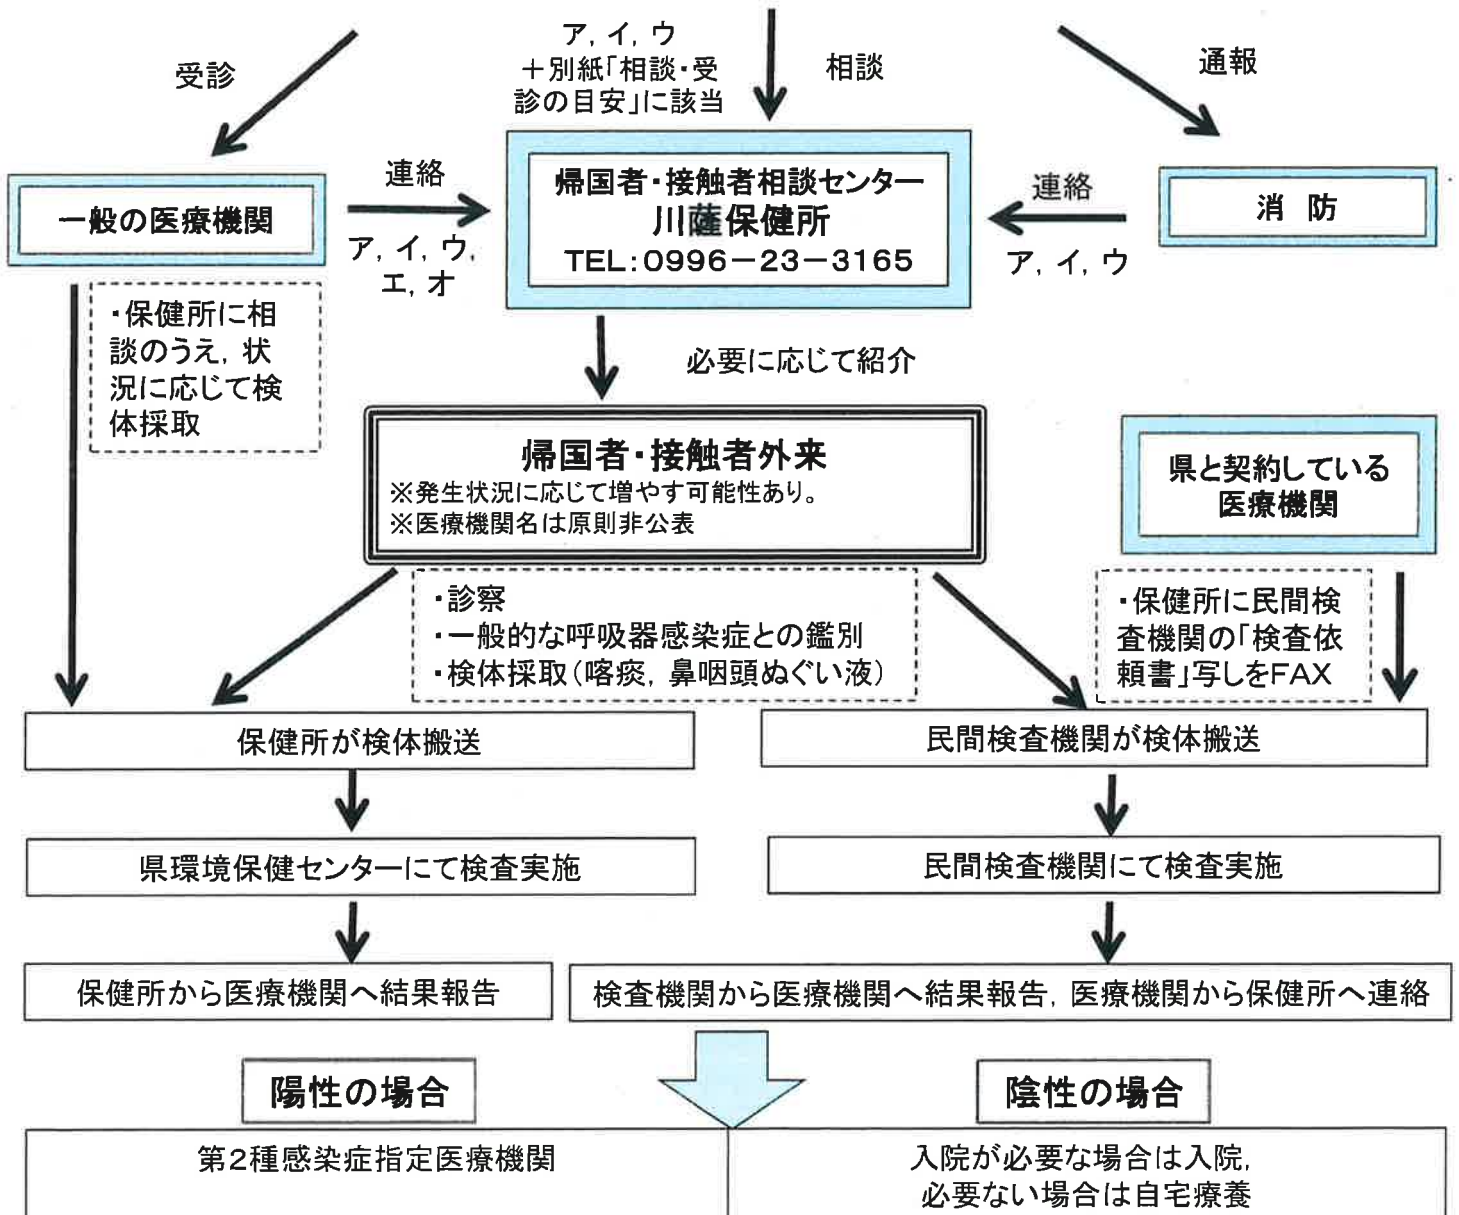 受診
ア，イ，ウ
＋別紙「相談・受
診の目安」に該当
相談
通報
一般の医療機関
連絡
ア，イ，ウ，
エ，オ
帰国者・接触者相談センター
川薩保健所
TEL：0996－23－3165
連絡
ア，イ，ウ
消 防
・保健所に相
談のうえ，状
況に応じて検
体採取
必要に応じて紹介
帰国者・接触者外来
※発生状況に応じて増やす可能性あり。
※医療機関名は原則非公表
県と契約している
医療機関
・診察
・一般的な呼吸器感染症との鑑別
・検体採取（喀痰，鼻咽頭ぬぐい液）
・保健所に民間検
査機関の「検査依
頼書」写しをFAX
保健所が検体搬送
民間検査機関が検体搬送
県環境保健センターにて検査実施
民間検査機関にて検査実施
保健所から医療機関へ結果報告
検査機関から医療機関へ結果報告，医療機関から保健所へ連絡
陽性の場合
陰性の場合
第2種感染症指定医療機関
入院が必要な場合は入院，
必要ない場合は自宅療養